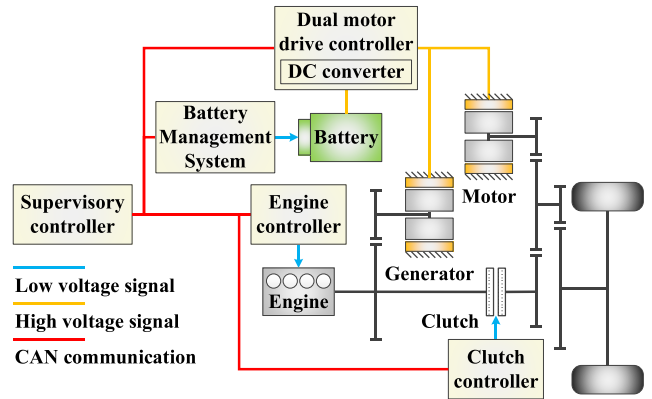 Dual motor
drive controller
DC converter
Battery
Management
System
Battery
Motor
Supervisory
controller
Engine
controller
Generator
Engine
Clutch
Clutch
controller
Low voltage signal
High voltage signal
CAN communication